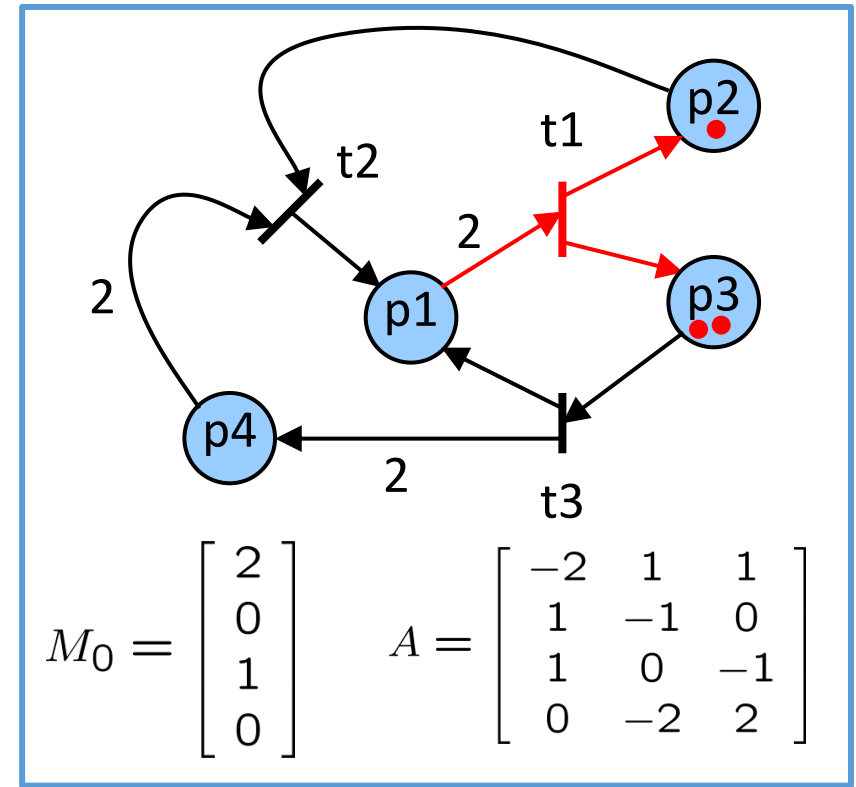 p2
t1
t2
2
2
p1
p3
p4
2
t3
M₀ = [ 2 0 1 0 ]
A = [ −2 1 1
1 −1 0
1 0 −1
0 −2 2 ]